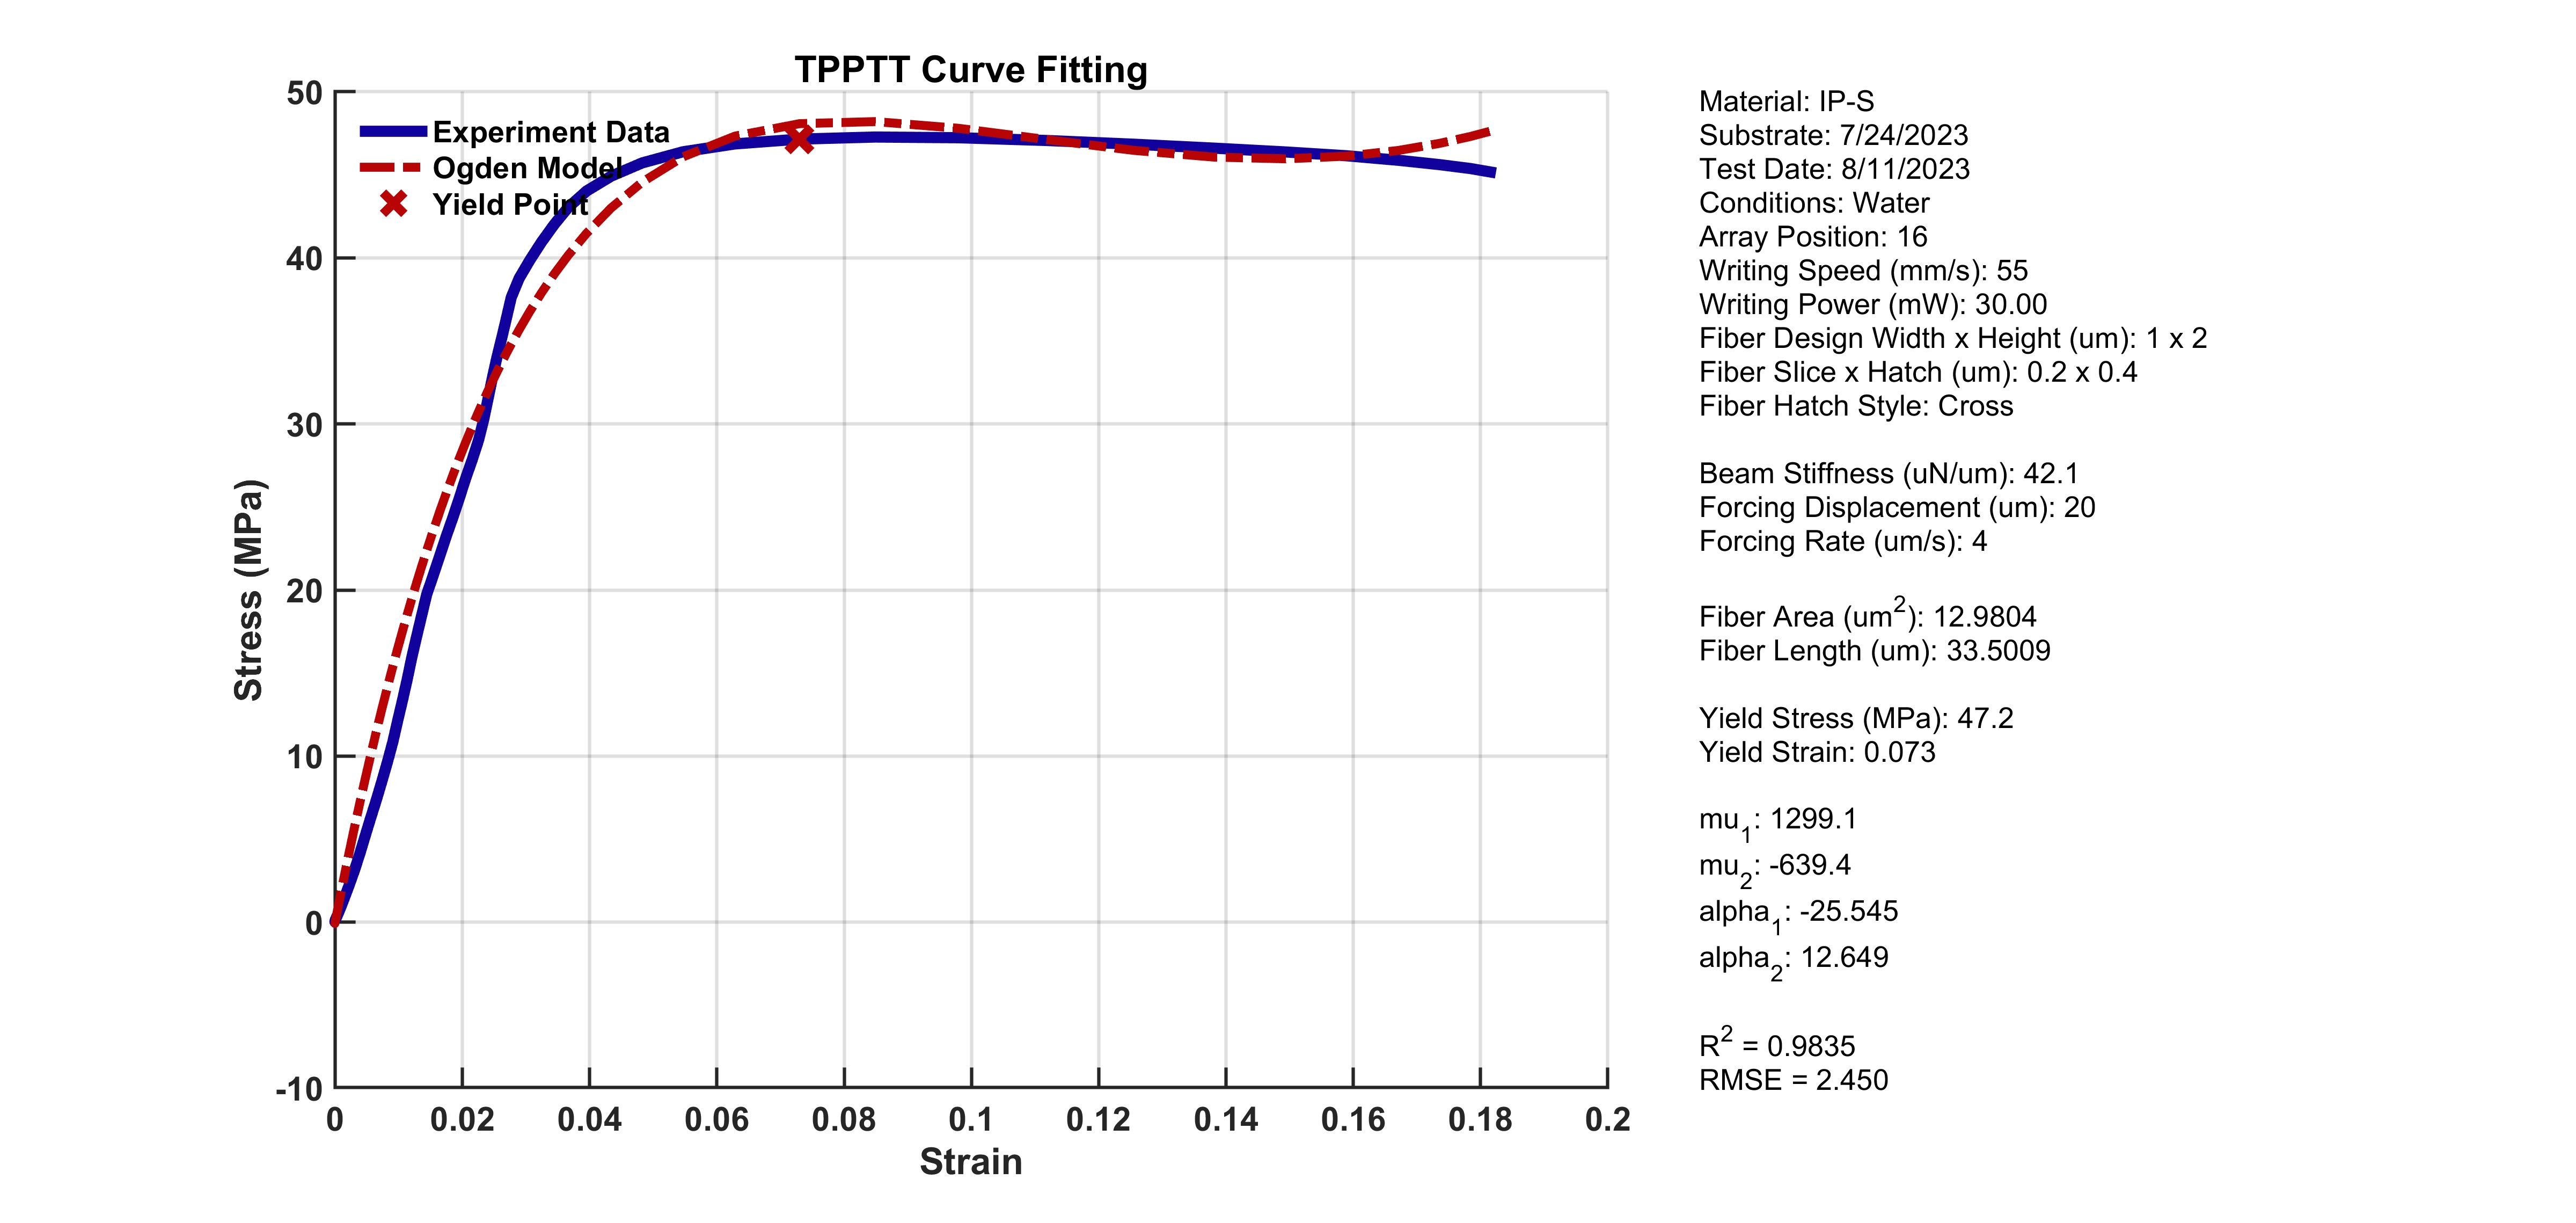 TPPTT Curve Fitting
50
40
30
20
10
0
-10
Stress (MPa)
Experiment Data
Ogden Model
Yield Point
0 0.02 0.04 0.06 0.08 0.1 0.12 0.14 0.16 0.18 0.2
Strain
Material: IP-S
Substrate: 7/24/2023
Test Date: 8/11/2023
Conditions: Water
Array Position: 16
Writing Speed (mm/s): 55
Writing Power (mW): 30.00
Fiber Design Width x Height (um): 1 x 2
Fiber Slice x Hatch (um): 0.2 x 0.4
Fiber Hatch Style: Cross
Beam Stiffness (uN/um): 42.1
Forcing Displacement (um): 20
Forcing Rate (um/s): 4
Fiber Area (um²): 12.9804
Fiber Length (um): 33.5009
Yield Stress (MPa): 47.2
Yield Strain: 0.073
mu₁: 1299.1
mu₂: -639.4
alpha₁: -25.545
alpha₂: 12.649
R² = 0.9835
RMSE = 2.450